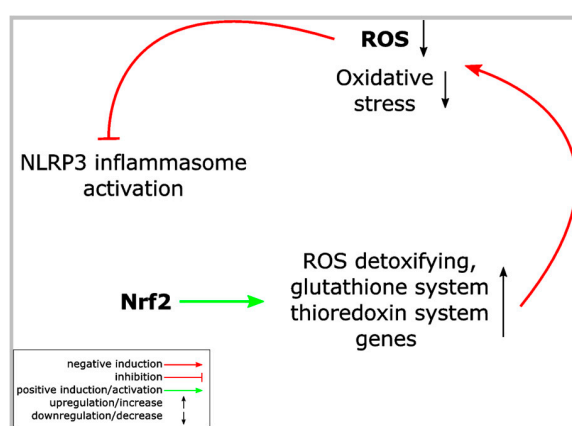 ROS
Oxidative
stress
NLRP3 inflammasome
activation
ROS detoxifying,
glutathione system
thioredoxin system
genes
Nrf2
negative induction
inhibition
positive induction/activation
upregulation/increase
downregulation/decrease